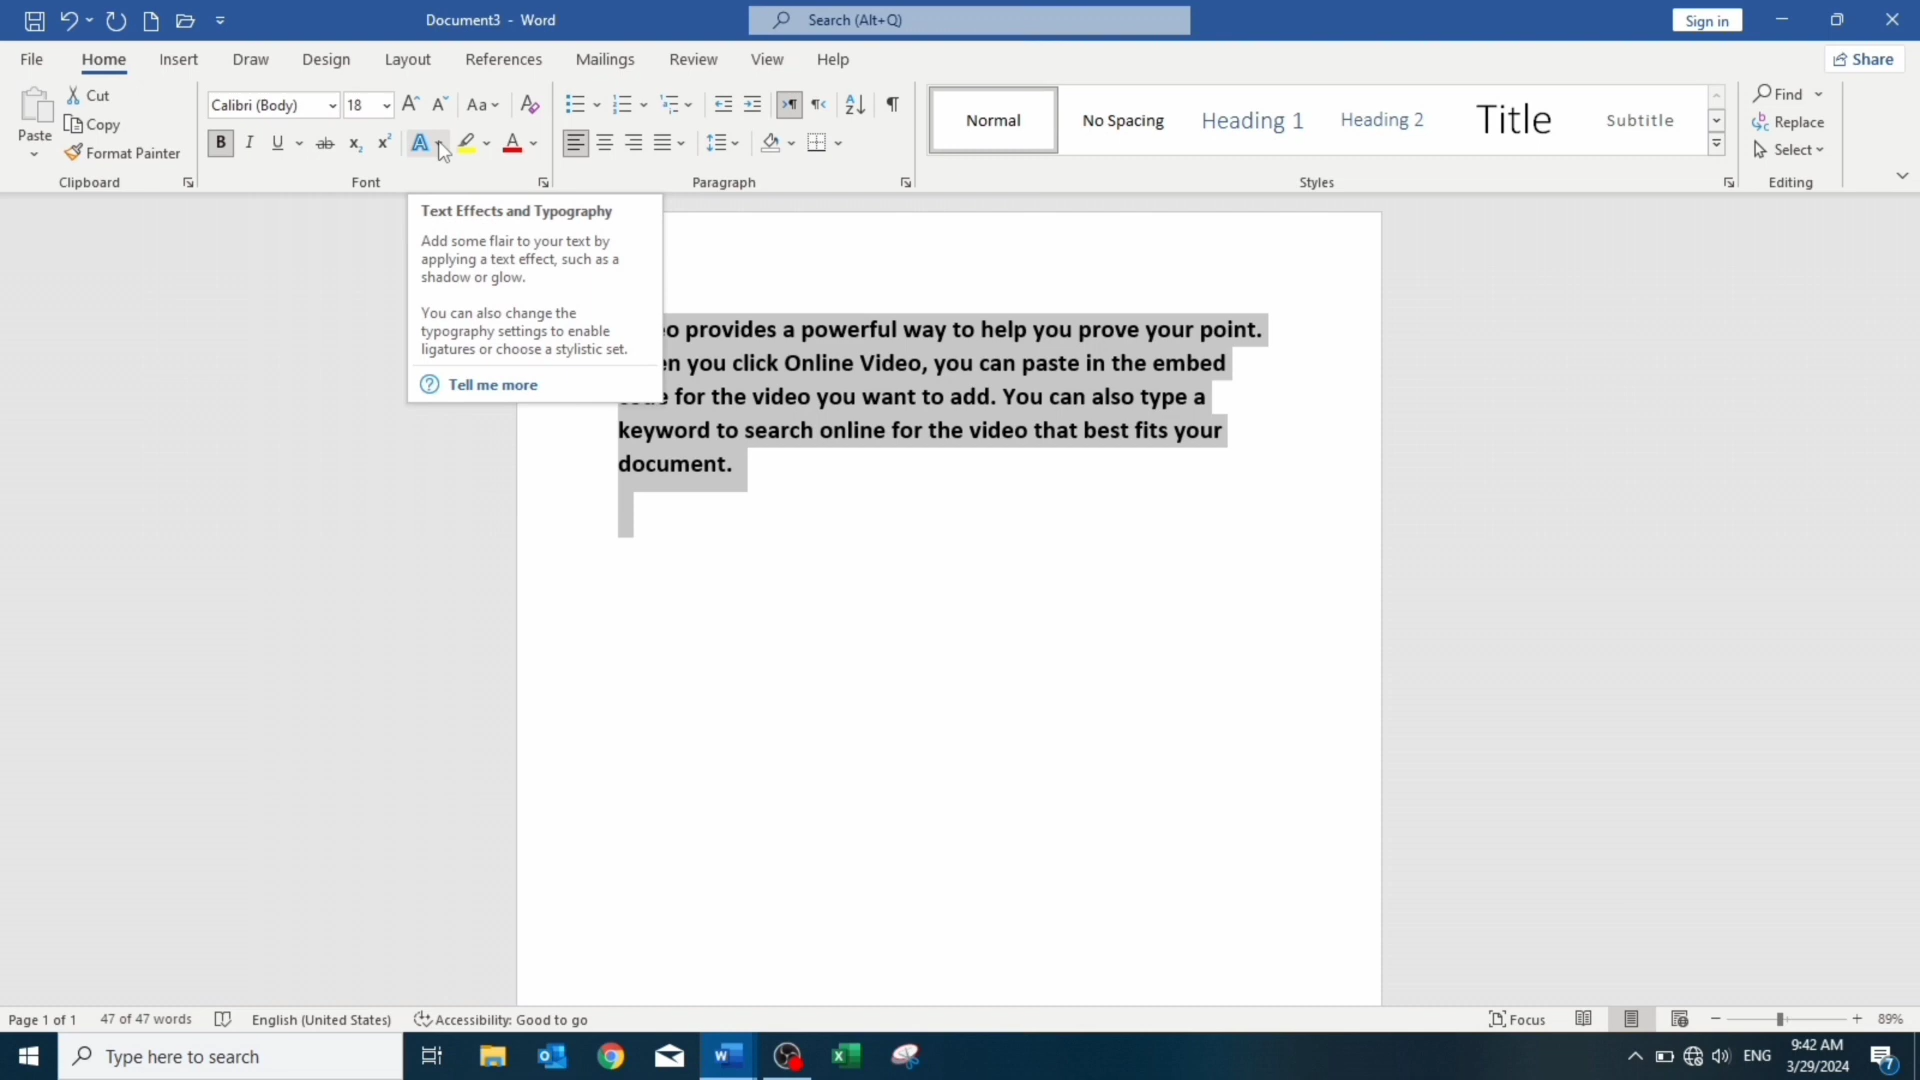 Document3 - Word
Search (Alt+Q)
Sign in
File Home Insert Draw Design Layout References Mailings Review View Help
Share
Paste
Cut
Copy
Format Painter
Clipboard
Calibri (Body) 18
Aa
B I U ab x₂ x² A A
Font
Paragraph
Normal
No Spacing
Heading 1
Heading 2
Title
Subtitle
Styles
Find
Replace
Select
Editing
Text Effects and Typography
Add some flair to your text by
applying a text effect, such as a
shadow or glow.
You can also change the
typography settings to enable
ligatures or choose a stylistic set.
Tell me more
provides a powerful way to help you prove your point.
you click Online Video, you can paste in the embed
for the video you want to add. You can also type a
keyword to search online for the video that best fits your
document.
Page 1 of 1 47 of 47 words English (United States) Accessibility: Good to go
Focus
89%
Type here to search
ENG
9:42 AM
3/29/2024
7